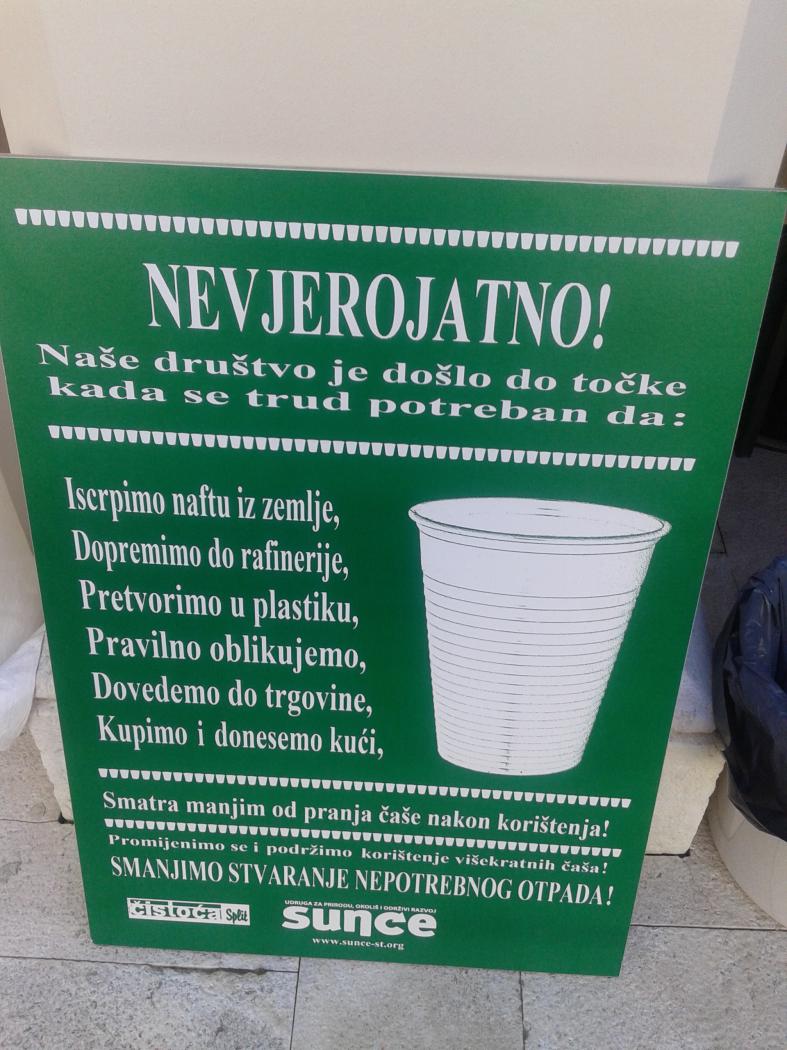 NEVJEROJATNO!
Naše društvo je došlo do točke
kada se trud potreban da:
Iscrpimo naftu iz zemlje,
Dopremimo do rafinerije,
Pretvorimo u plastiku,
Pravilno oblikujemo,
Dovedemo do trgovine,
Kupimo i donesemo kući,
Smatra manjim od pranja čaše nakon korištenja!
Promijenimo se i podržimo korištenje višekratnih čaša!
SMANJIMO STVARANJE NEPOTREBNOG OTPADA!
čistoća Split
UDRUGA ZA PRIRODU, OKOLIŠ I ODRŽIVI RAZVOJ
sunce
www.sunce-st.org